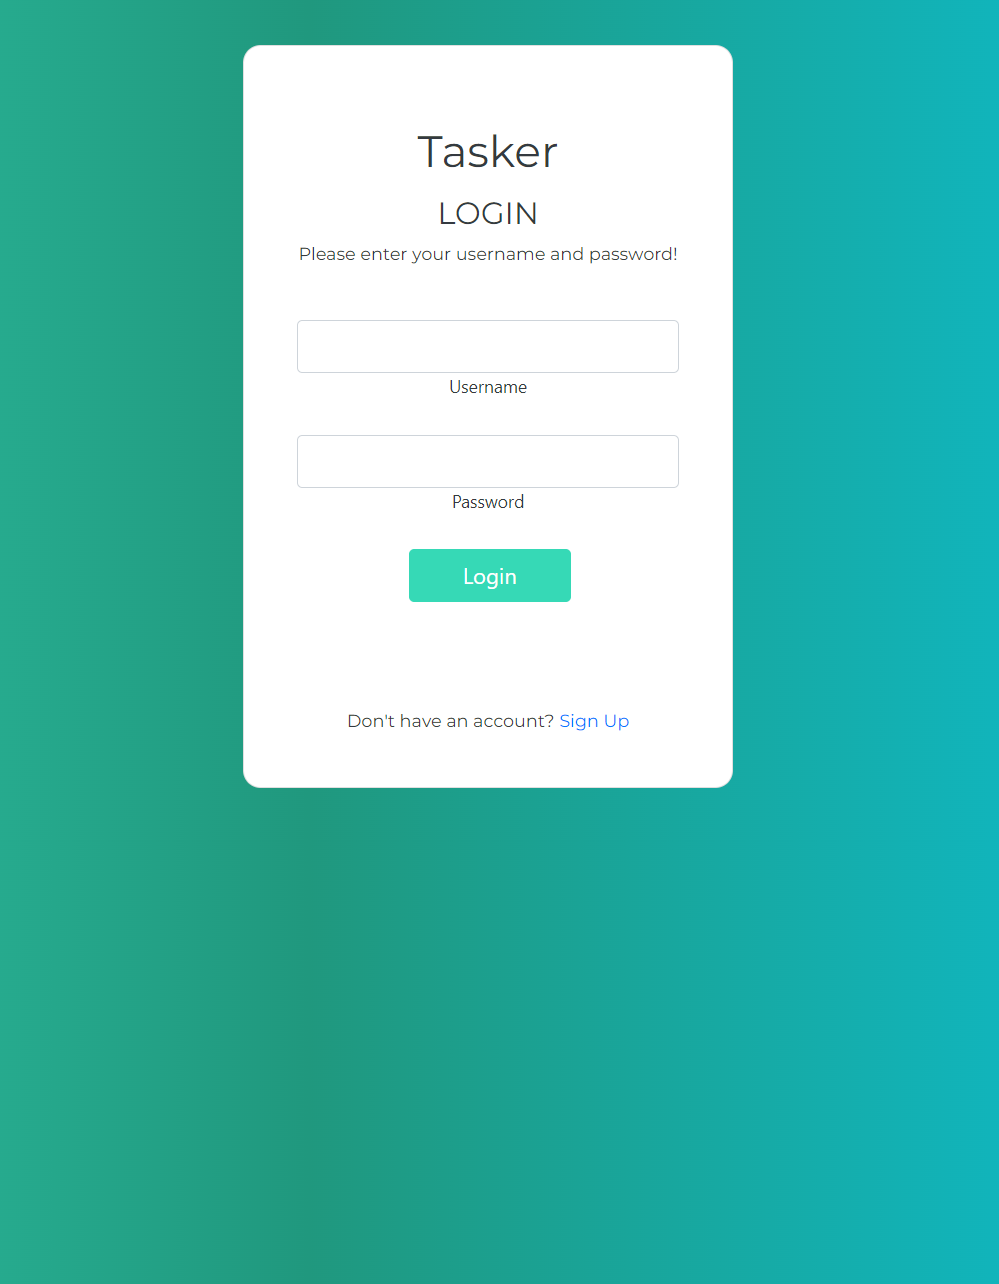 Tasker
LOGIN
Please enter your username and password!
Username
Password
Login
Don't have an account? Sign Up